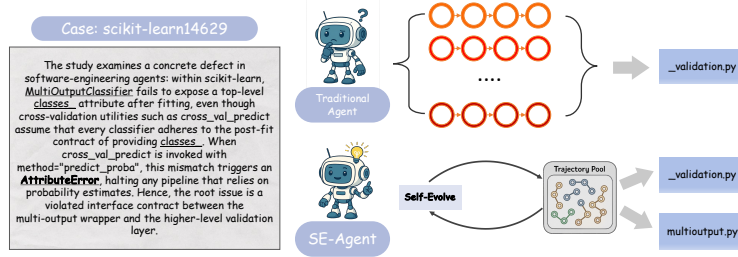 Case: scikit-learn14629
The study examines a concrete defect in
software-engineering agents: within scikit-learn,
MultiOutputClassifier fails to expose a top-level
classes_ attribute after fitting, even though
cross-validation utilities such as cross_val_predict
assume that every classifier adheres to the post-fit
contract of providing classes_. When
cross_val_predict is invoked with
method="predict_proba", this mismatch triggers an
AttributeError, halting any pipeline that relies on
probability estimates. Hence, the root issue is a
violated interface contract between the
multi-output wrapper and the higher-level validation
layer.
?
Traditional
Agent
....
_validation.py
SE-Agent
Self-Evolve
Trajectory Pool
_validation.py
multioutput.py